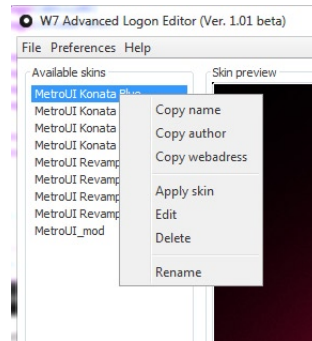 W7 Advanced Logon Editor (Ver. 1.01 beta)
File Preferences Help
Available skins
Skin preview
MetroUI Konata Blue
MetroUI Konata
MetroUI Konata
MetroUI Konata
MetroUI Revamp
MetroUI Revamp
MetroUI Revamp
MetroUI_mod
Copy name
Copy author
Copy webadress
Apply skin
Edit
Delete
Rename